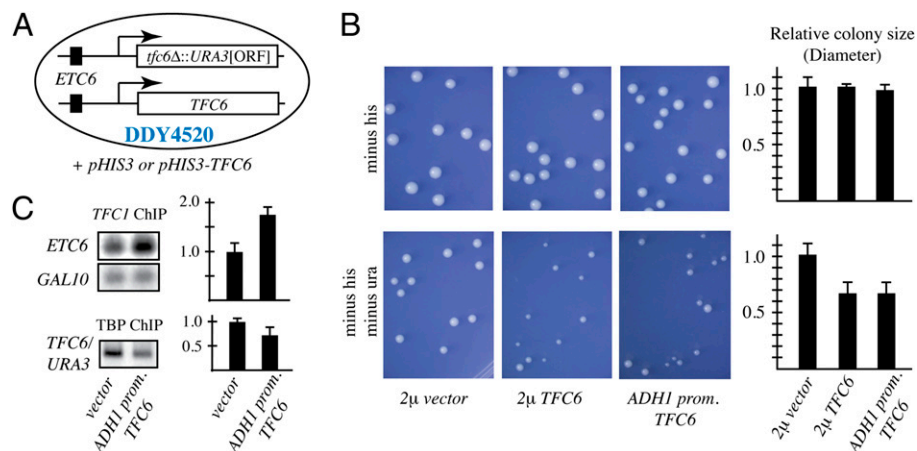 A
tfc6Δ::URA3[ORF]
ETC6
TFC6
DDY4520
+ pHIS3 or pHIS3-TFC6
B
Relative colony size
(Diameter)
minus his
1.0
0.5
minus his
minus ura
1.0
0.5
2μ vector
2μ TFC6
ADH1 prom.
TFC6
2μ vector
2μ TFC6
ADH1 prom.
TFC6
C
TFC1 ChIP
ETC6
GAL10
2.0
1.0
TBP ChIP
TFC6/
URA3
1.0
0.5
vector
ADH1 prom.
TFC6
vector
ADH1 prom.
TFC6